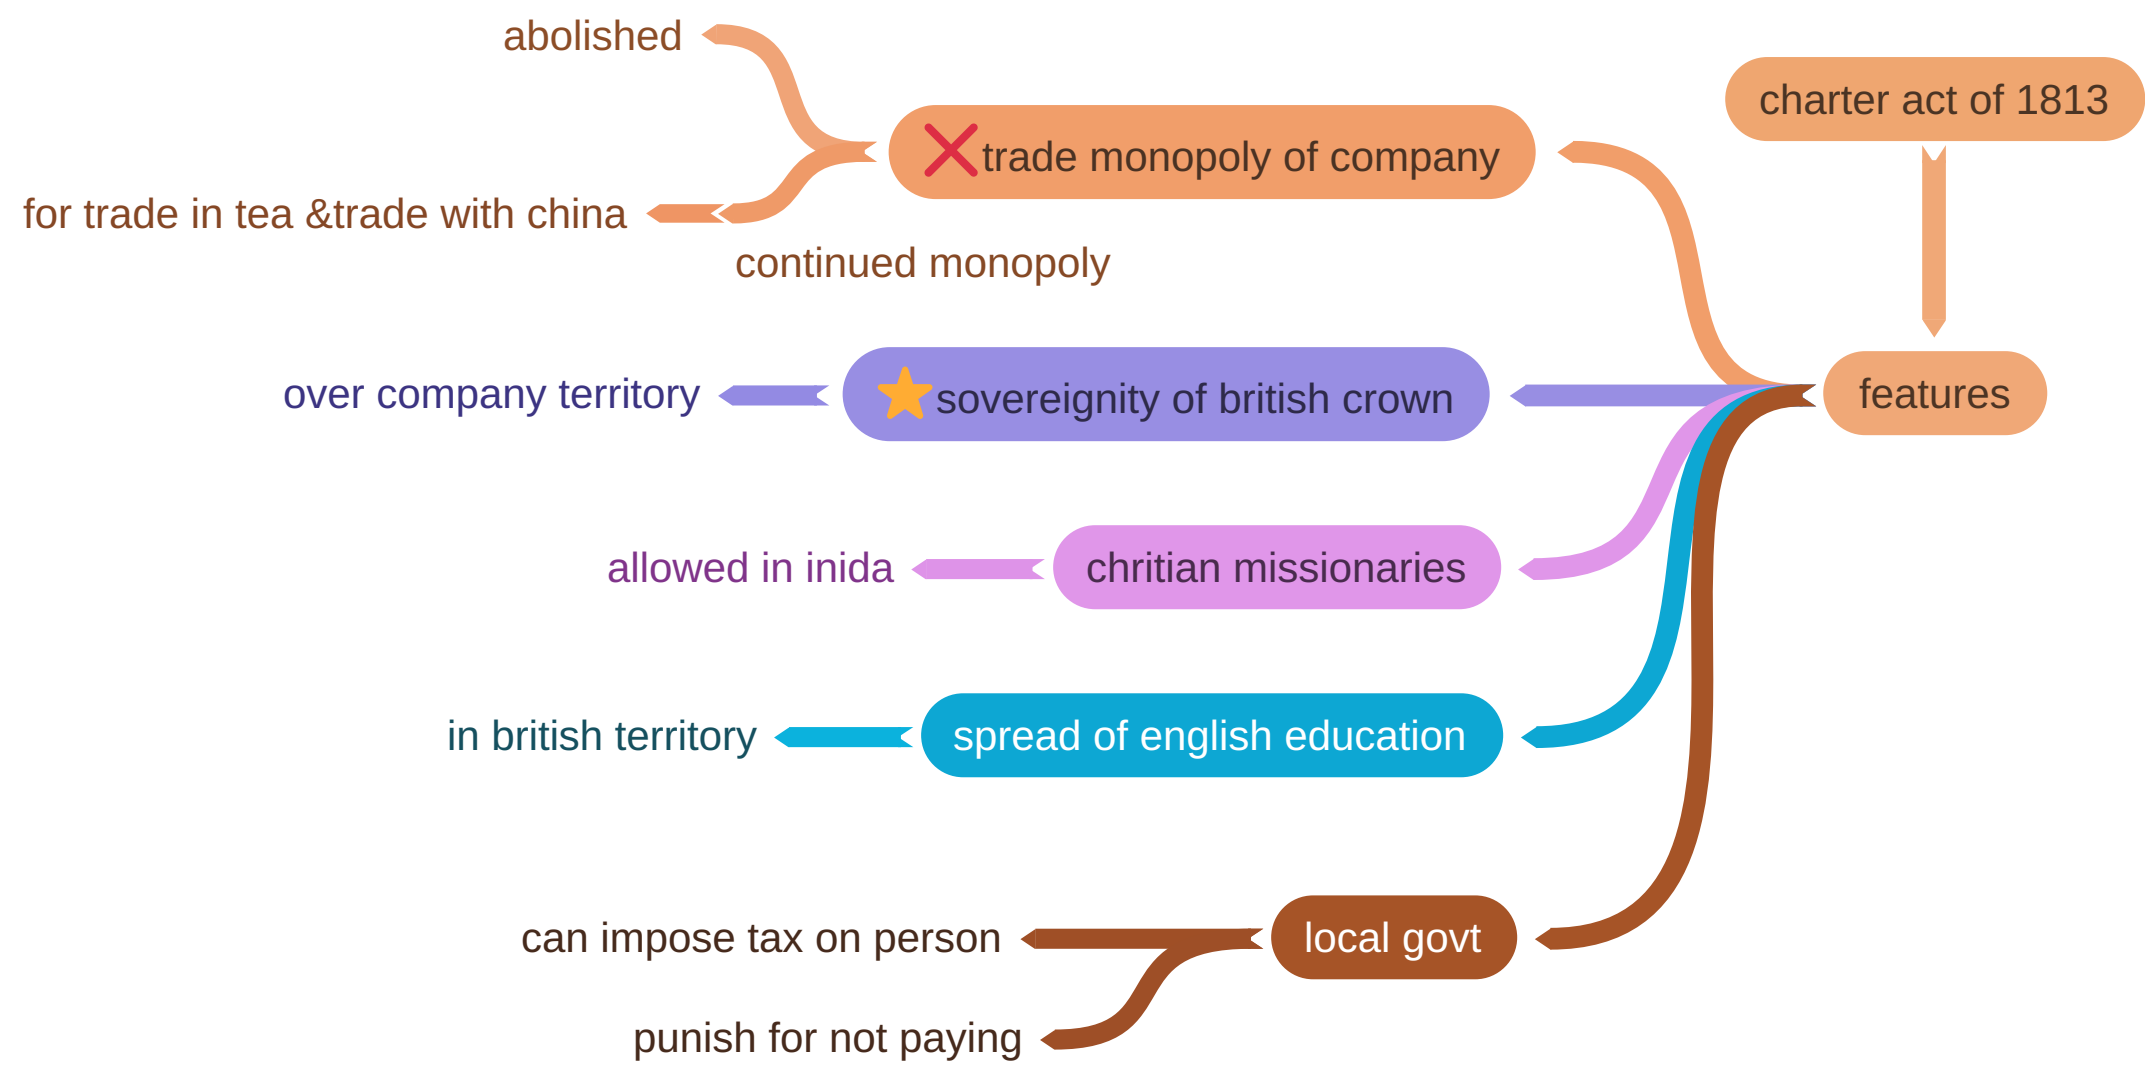 charter act of 1813
features
trade monopoly of company
abolished
for trade in tea &trade with china
continued monopoly
sovereignity of british crown
over company territory
chritian missionaries
allowed in inida
spread of english education
in british territory
local govt
can impose tax on person
punish for not paying